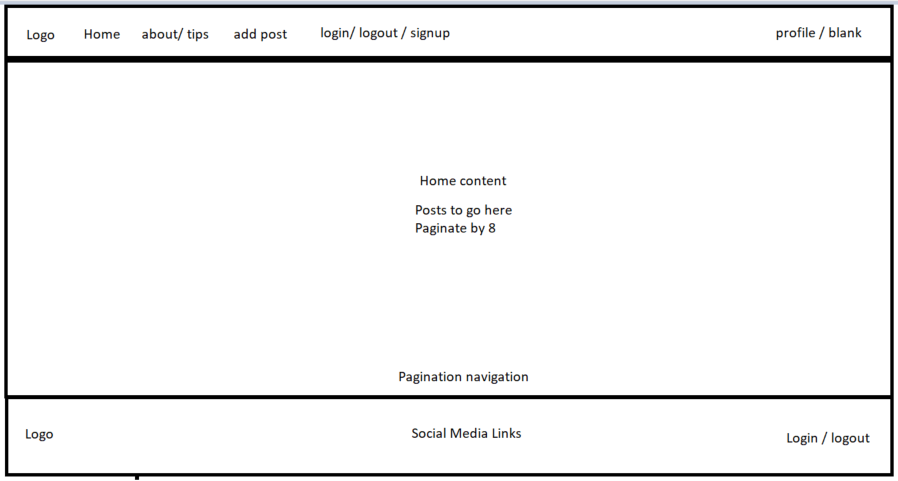 Logo Home about/ tips add post login/ logout / signup profile / blank
Home content
Posts to go here
Paginate by 8
Pagination navigation
Logo Social Media Links Login / logout